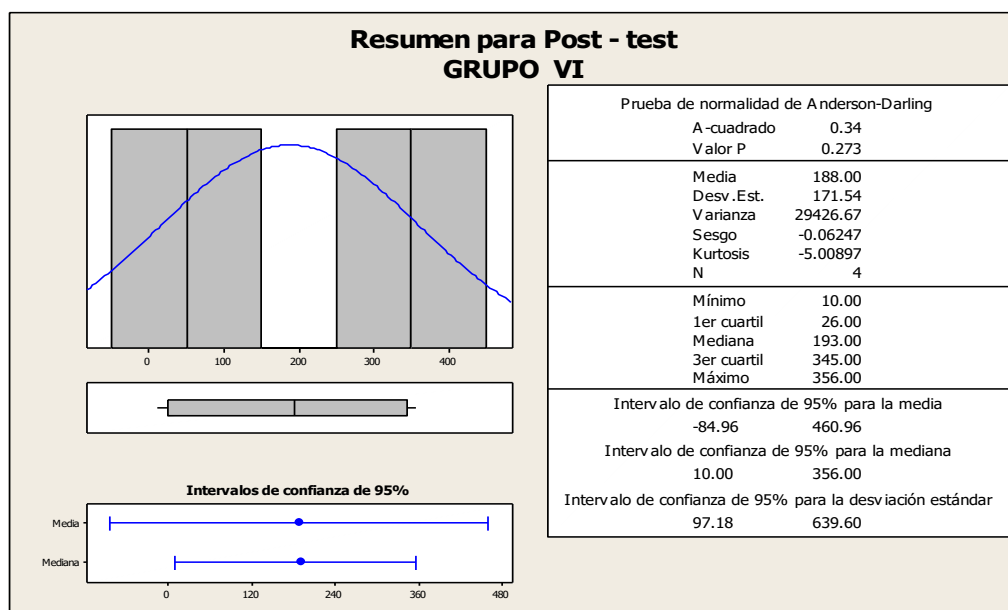 Resumen para Post - test
GRUPO VI
0 100 200 300 400
Intervalos de confianza de 95%
Media
Mediana
0 120 240 360 480
Prueba de normalidad de Anderson-Darling
A-cuadrado 0.34
Valor P 0.273
Media 188.00
Desv.Est. 171.54
Varianza 29426.67
Sesgo -0.06247
Kurtosis -5.00897
N 4
Mínimo 10.00
1er cuartil 26.00
Mediana 193.00
3er cuartil 345.00
Máximo 356.00
Intervalo de confianza de 95% para la media
-84.96 460.96
Intervalo de confianza de 95% para la mediana
10.00 356.00
Intervalo de confianza de 95% para la desviación estándar
97.18 639.60